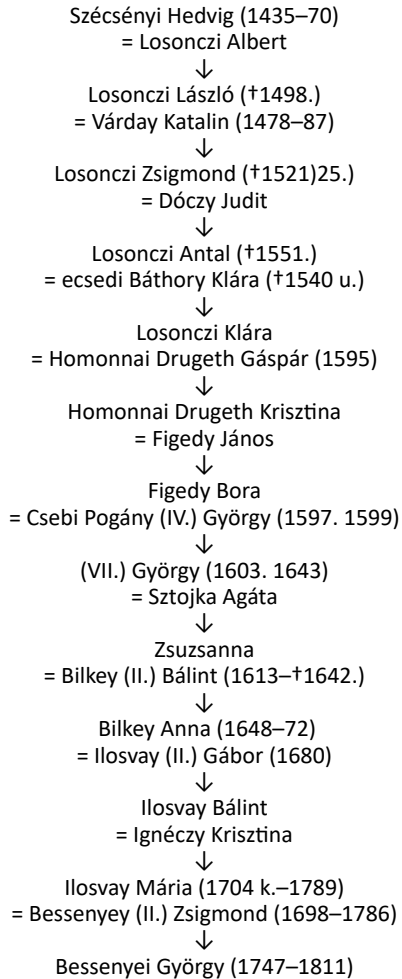 Szécsényi Hedvig (1435–70)
= Losonczi Albert
↓
Losonczi László (†1498.)
= Várday Katalin (1478–87)
↓
Losonczi Zsigmond (†1521)25.)
= Dóczy Judit
↓
Losonczi Antal (†1551.)
= ecsedi Báthory Klára (†1540 u.)
↓
Losonczi Klára
= Homonnai Drugeth Gáspár (1595)
↓
Homonnai Drugeth Krisztina
= Figedy János
↓
Figedy Bora
= Csebi Pogány (IV.) György (1597. 1599)
↓
(VII.) György (1603. 1643)
= Sztojka Agáta
↓
Zsuzsanna
= Bilkey (II.) Bálint (1613–†1642.)
↓
Bilkey Anna (1648–72)
= Ilosvay (II.) Gábor (1680)
↓
Ilosvay Bálint
= Ignéczy Krisztina
↓
Ilosvay Mária (1704 k.–1789)
= Bessenyey (II.) Zsigmond (1698–1786)
↓
Bessenyei György (1747–1811)